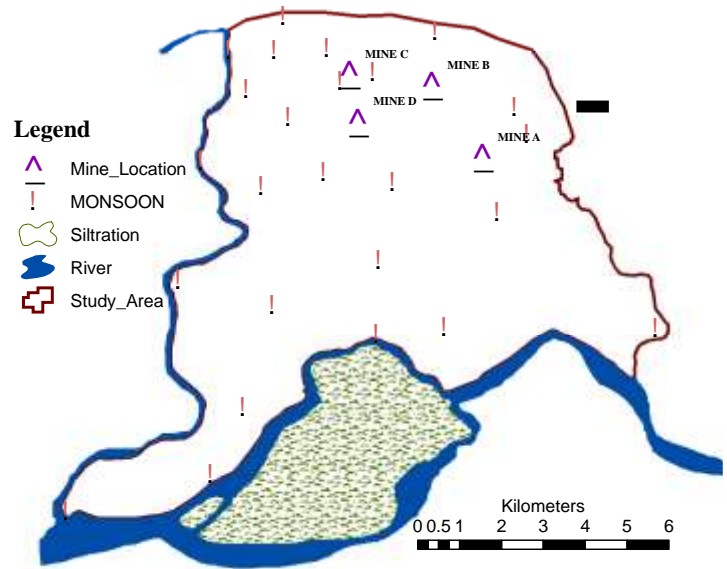 MINE C
MINE B
MINE D
MINE A
Legend
Mine_Location
MONSOON
Siltration
River
Study_Area
Kilometers
0 0.5 1 2 3 4 5 6